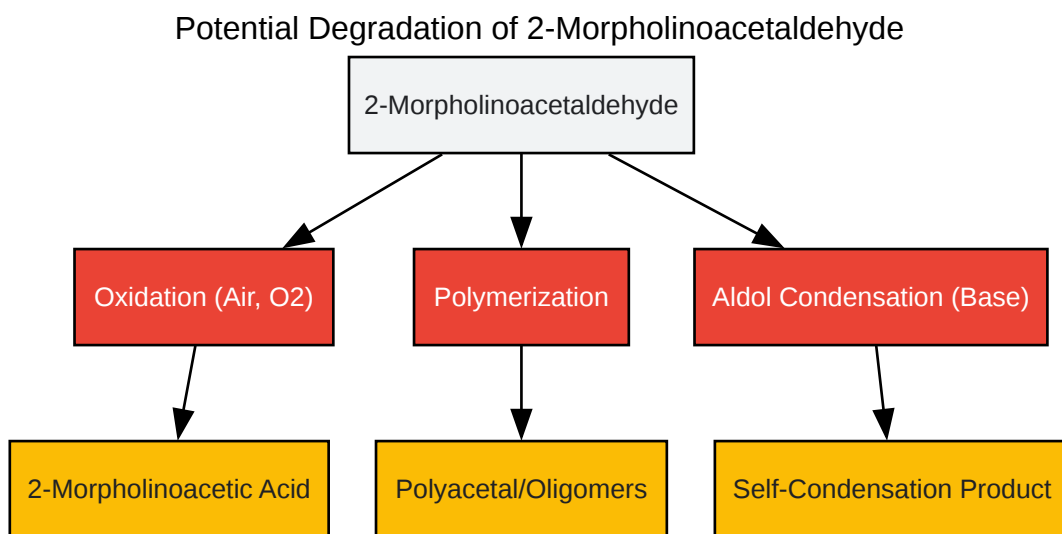 Potential Degradation of 2-Morpholinoacetaldehyde
2-Morpholinoacetaldehyde
Oxidation (Air, O2)
Polymerization
Aldol Condensation (Base)
2-Morpholinoacetic Acid
Polyacetal/Oligomers
Self-Condensation Product